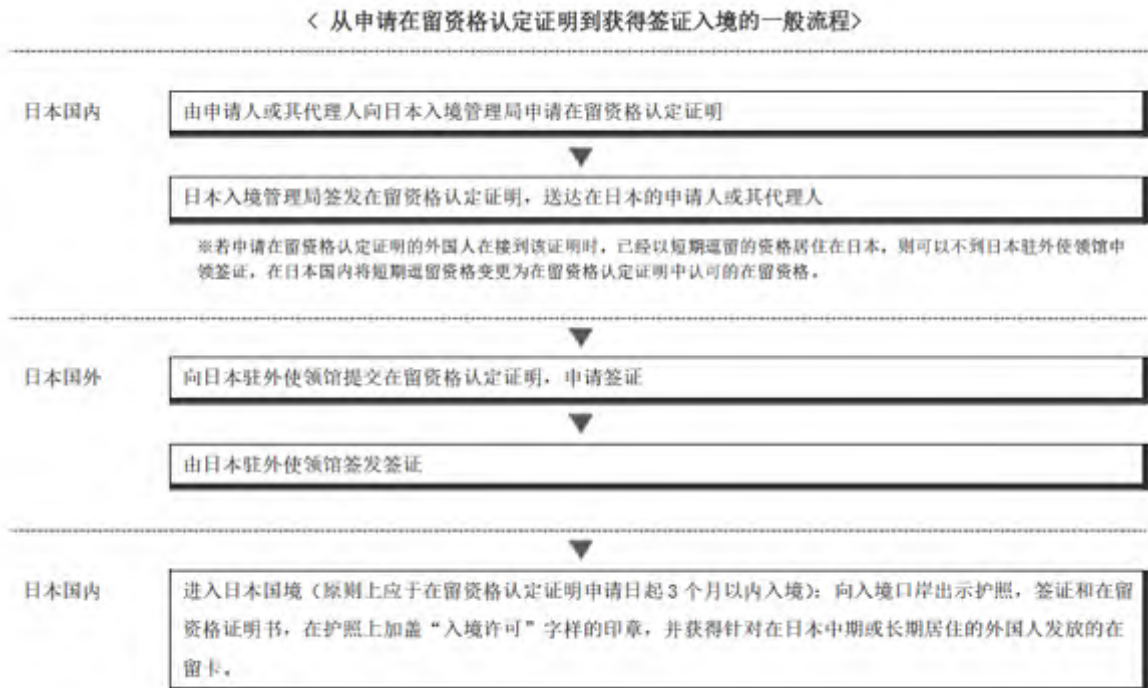 < 从申请在留资格认定证明到获得签证入境的一般流程>
日本国内
由申请人或其代理人向日本入境管理局申请在留资格认定证明
日本入境管理局签发在留资格认定证明，送达在日本的申请人或其代理人
※若申请在留资格认定证明的外国人在接到该证明时，已经以短期逗留的资格居住在日本，则可以不到日本驻外使领馆申
领签证，在日本国内将短期逗留资格变更为在留资格认定证明中认可的在留资格。
日本国外
向日本驻外使领馆提交在留资格认定证明，申请签证
由日本驻外使领馆签发签证
日本国内
进入日本国境（原则上应于在留资格认定证明申请日起 3 个月以内入境）：向入境口岸出示护照，签证和在留
资格证明书，在护照上加盖“入境许可”字样的印章，并获得针对在日本中期或长期居住的外国人发放的在
留卡。